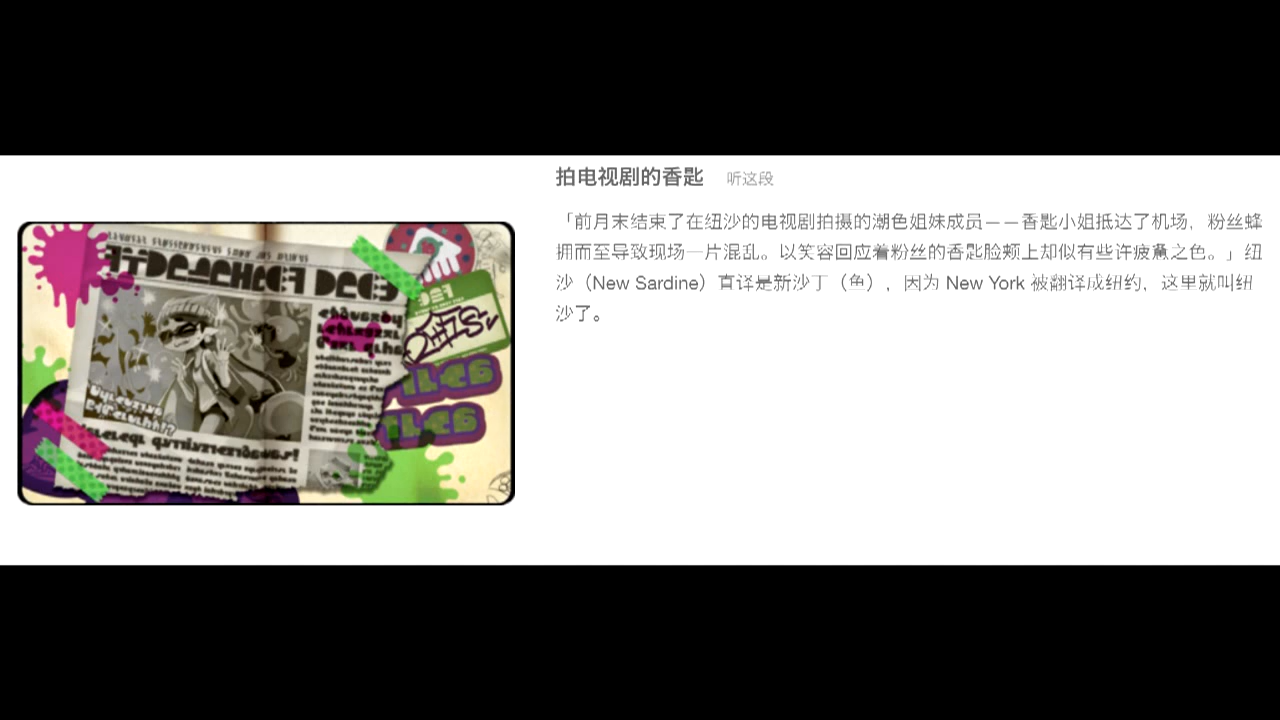 拍电视剧的香匙 听这段
「前月末结束了在纽沙的电视剧拍摄的潮色姐妹成员——香匙小姐抵达了机场，粉丝蜂
拥而至导致现场一片混乱。以笑容回应着粉丝的香匙脸颊上却似有些许疲惫之色。」纽
沙（New Sardine）直译是新沙丁（鱼），因为 New York 被翻译成纽约，这里就叫纽
沙了。